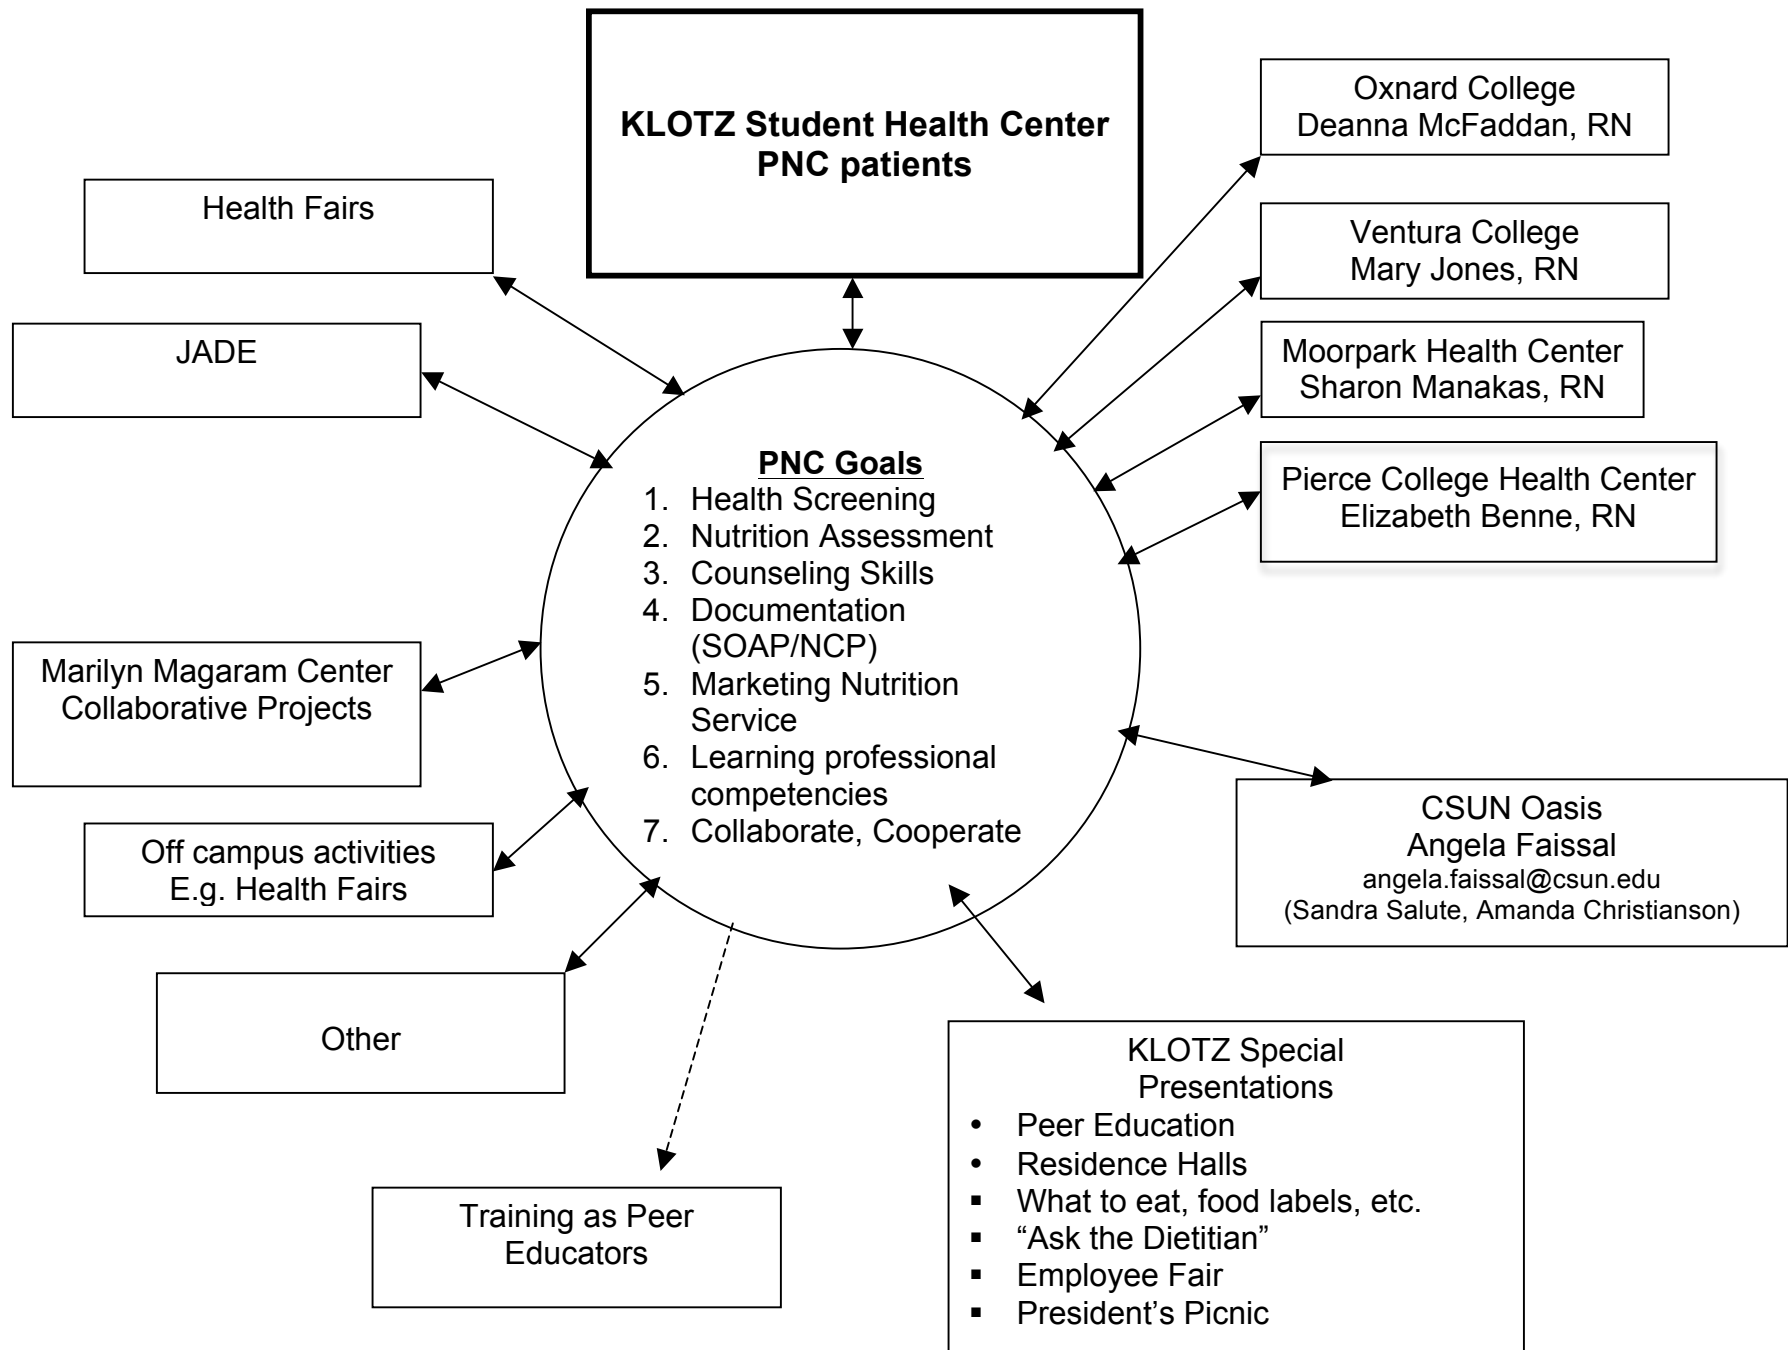 KLOTZ Student Health Center
PNC patients
Health Fairs
JADE
Marilyn Magaram Center
Collaborative Projects
Off campus activities
E.g. Health Fairs
Other
Training as Peer
Educators
PNC Goals
1. Health Screening
2. Nutrition Assessment
3. Counseling Skills
4. Documentation
(SOAP/NCP)
5. Marketing Nutrition
Service
6. Learning professional
competencies
7. Collaborate, Cooperate
Oxnard College
Deanna McFaddan, RN
Ventura College
Mary Jones, RN
Moorpark Health Center
Sharon Manakas, RN
Pierce College Health Center
Elizabeth Benne, RN
CSUN Oasis
Angela Faissal
angela.faissal@csun.edu
(Sandra Salute, Amanda Christianson)
KLOTZ Special
Presentations
• Peer Education
• Residence Halls
▪ What to eat, food labels, etc.
▪ “Ask the Dietitian”
▪ Employee Fair
▪ President’s Picnic